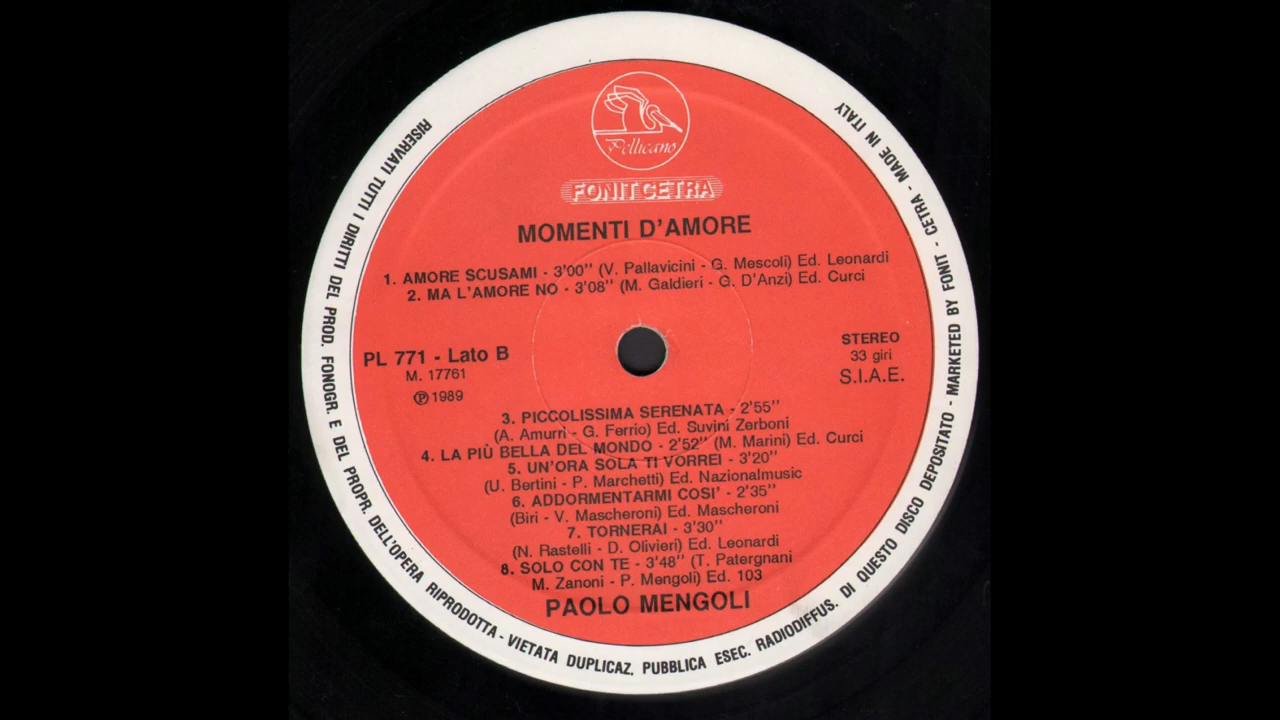 Pellicano
FONIT CETRA
MOMENTI D'AMORE
1. AMORE SCUSAMI - 3'00" (V. Pallavicini - G. Mescoli) Ed. Leonardi
2. MA L'AMORE NO - 3'08" (M. Galdieri - G. D'Anzi) Ed. Curci
PL 771 - Lato B
M. 17761
Ⓟ 1989
STEREO
33 giri
S.I.A.E.
3. PICCOLISSIMA SERENATA - 2'55"
(A. Amurri - G. Ferrio) Ed. Suvini Zerboni
4. LA PIÙ BELLA DEL MONDO - 2'52" (M. Marini) Ed. Curci
5. UN'ORA SOLA TI VORREI - 3'20"
(U. Bertini - P. Marchetti) Ed. Nazionalmusic
6. ADDORMENTARMI COSI' - 2'35"
(Biri - V. Mascheroni) Ed. Mascheroni
7. TORNERAI - 3'30"
(N. Rastelli - D. Olivieri) Ed. Leonardi
8. SOLO CON TE - 3'48" (T. Patergnani
M. Zanoni - P. Mengoli) Ed. 103
PAOLO MENGOLI
RISERVATI TUTTI I DIRITTI DEL PROD. FONOGR. E DEL PROPR. DELL'OPERA RIPRODOTTA - VIETATA DUPLICAZ. PUBBLICA ESEC. RADIODIFFUS. DI QUESTO DISCO DEPOSITATO - MARKETED BY FONIT - CETRA - MADE IN ITALY